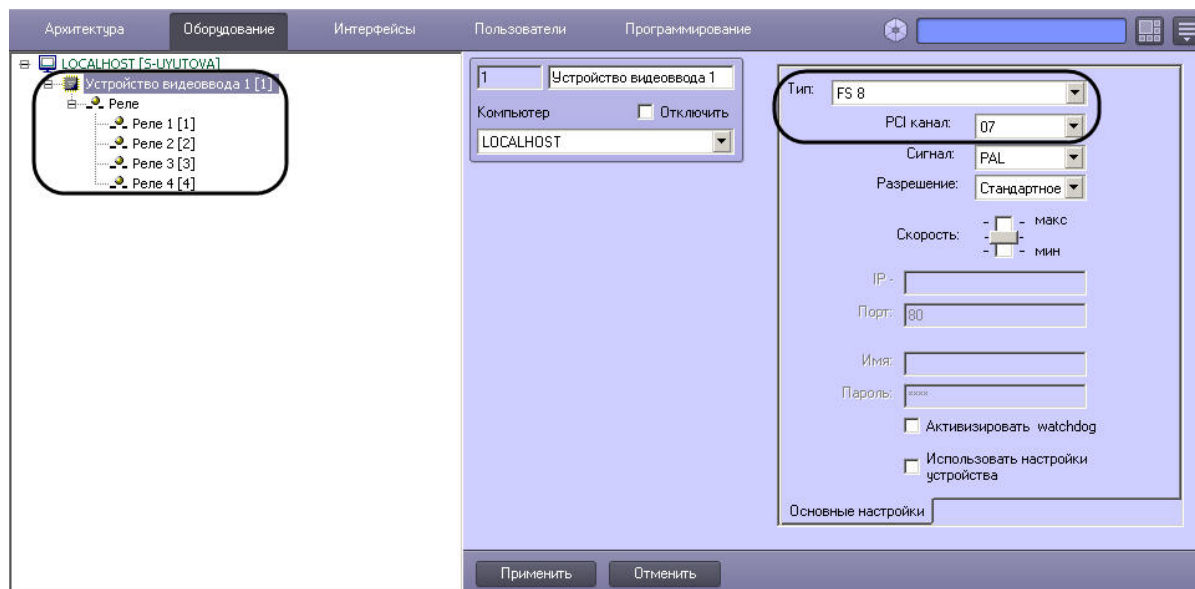 Архитектура Оборудование Интерфейсы Пользователи Программирование
LOCALHOST [S-UYUTOVA]
Устройство видеоввода 1 [1]
Реле
Реле 1 [1]
Реле 2 [2]
Реле 3 [3]
Реле 4 [4]
1 Устройство видеоввода 1
Компьютер Отключить
LOCALHOST
Тип: FS 8
PCI канал: 07
Сигнал: PAL
Разрешение: Стандартное
Скорость: - - макс
- -
- - мин
IP -
Порт: 80
Имя:
Пароль: ****
Активизировать watchdog
Использовать настройки
устройства
Основные настройки
Применить Отменить